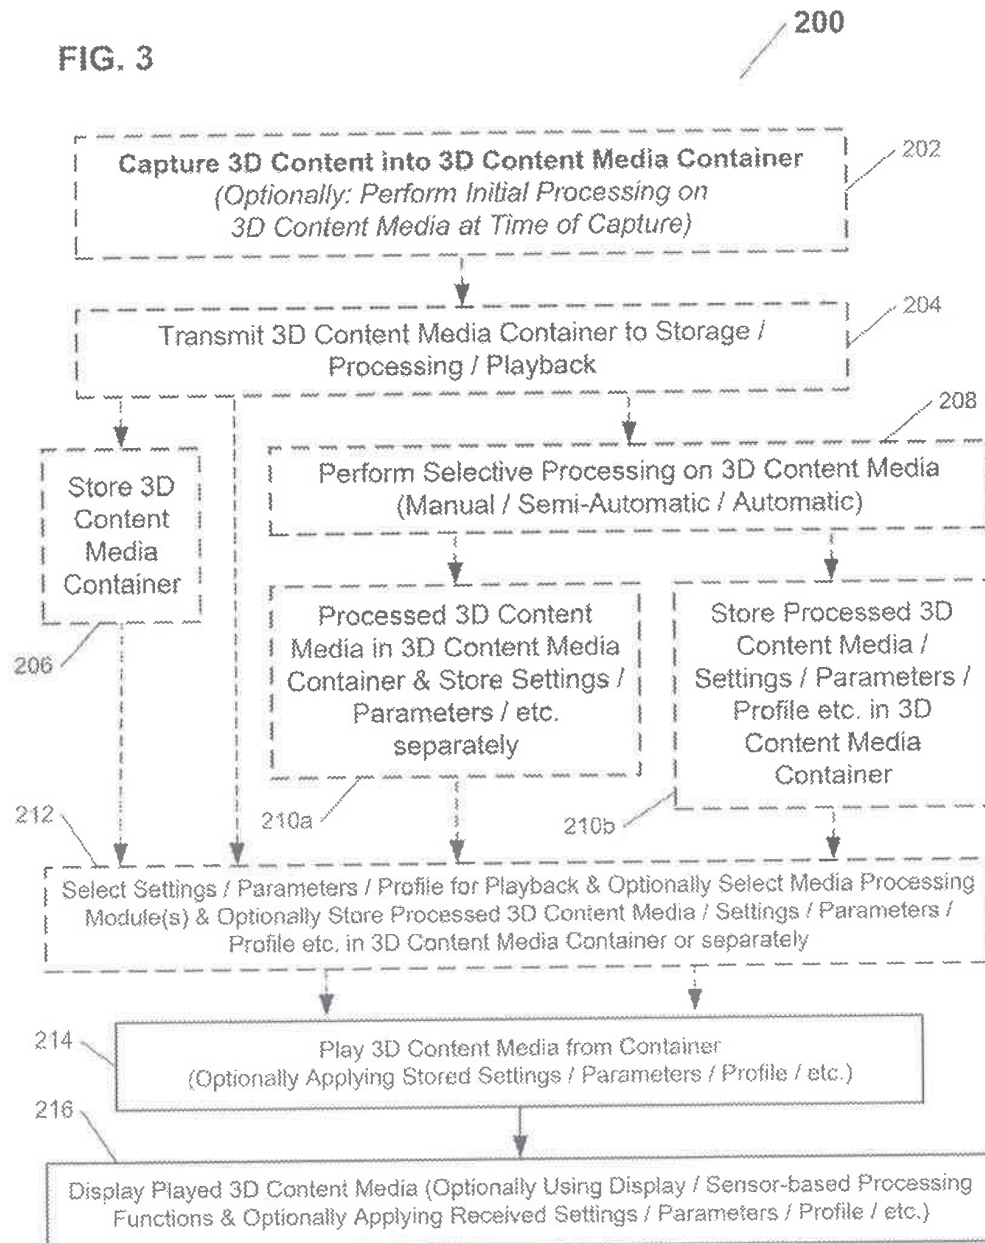 200
FIG. 3
Capture 3D Content into 3D Content Media Container
(Optionally: Perform Initial Processing on
3D Content Media at Time of Capture)
202
Transmit 3D Content Media Container to Storage /
Processing / Playback
204
208
Store 3D
Content
Media
Container
206
Perform Selective Processing on 3D Content Media
(Manual / Semi-Automatic / Automatic)
Processed 3D Content
Media in 3D Content Media
Container & Store Settings /
Parameters / etc.
separately
210a
Store Processed 3D
Content Media /
Settings / Parameters /
Profile etc. in 3D
Content Media
Container
210b
212
Select Settings / Parameters / Profile for Playback & Optionally Select Media Processing
Module(s) & Optionally Store Processed 3D Content Media / Settings / Parameters /
Profile etc. in 3D Content Media Container or separately
214
Play 3D Content Media from Container
(Optionally Applying Stored Settings / Parameters / Profile / etc.)
216
Display Played 3D Content Media (Optionally Using Display / Sensor-based Processing
Functions & Optionally Applying Received Settings / Parameters / Profile / etc.)